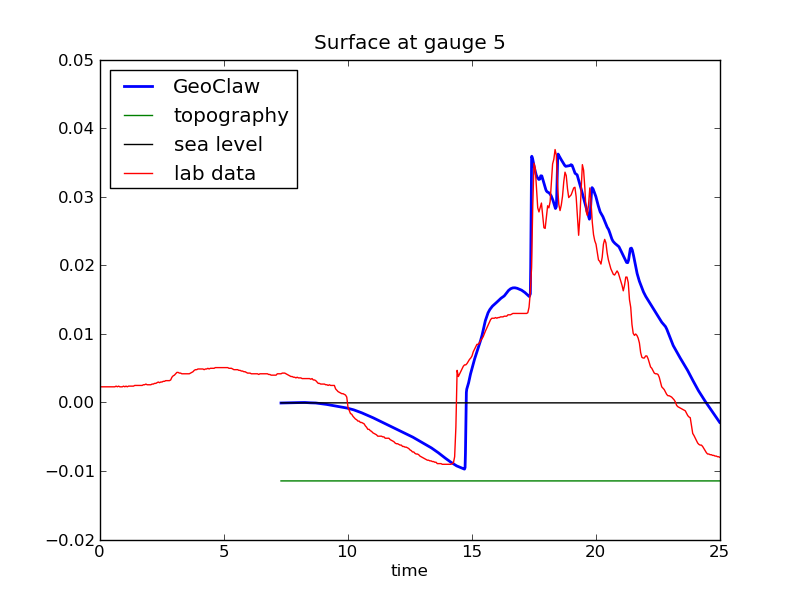 Surface at gauge 5
0.05
0.04
0.03
0.02
0.01
0.00
−0.01
−0.02
GeoClaw
topography
sea level
lab data
0 5 10 15 20 25
time